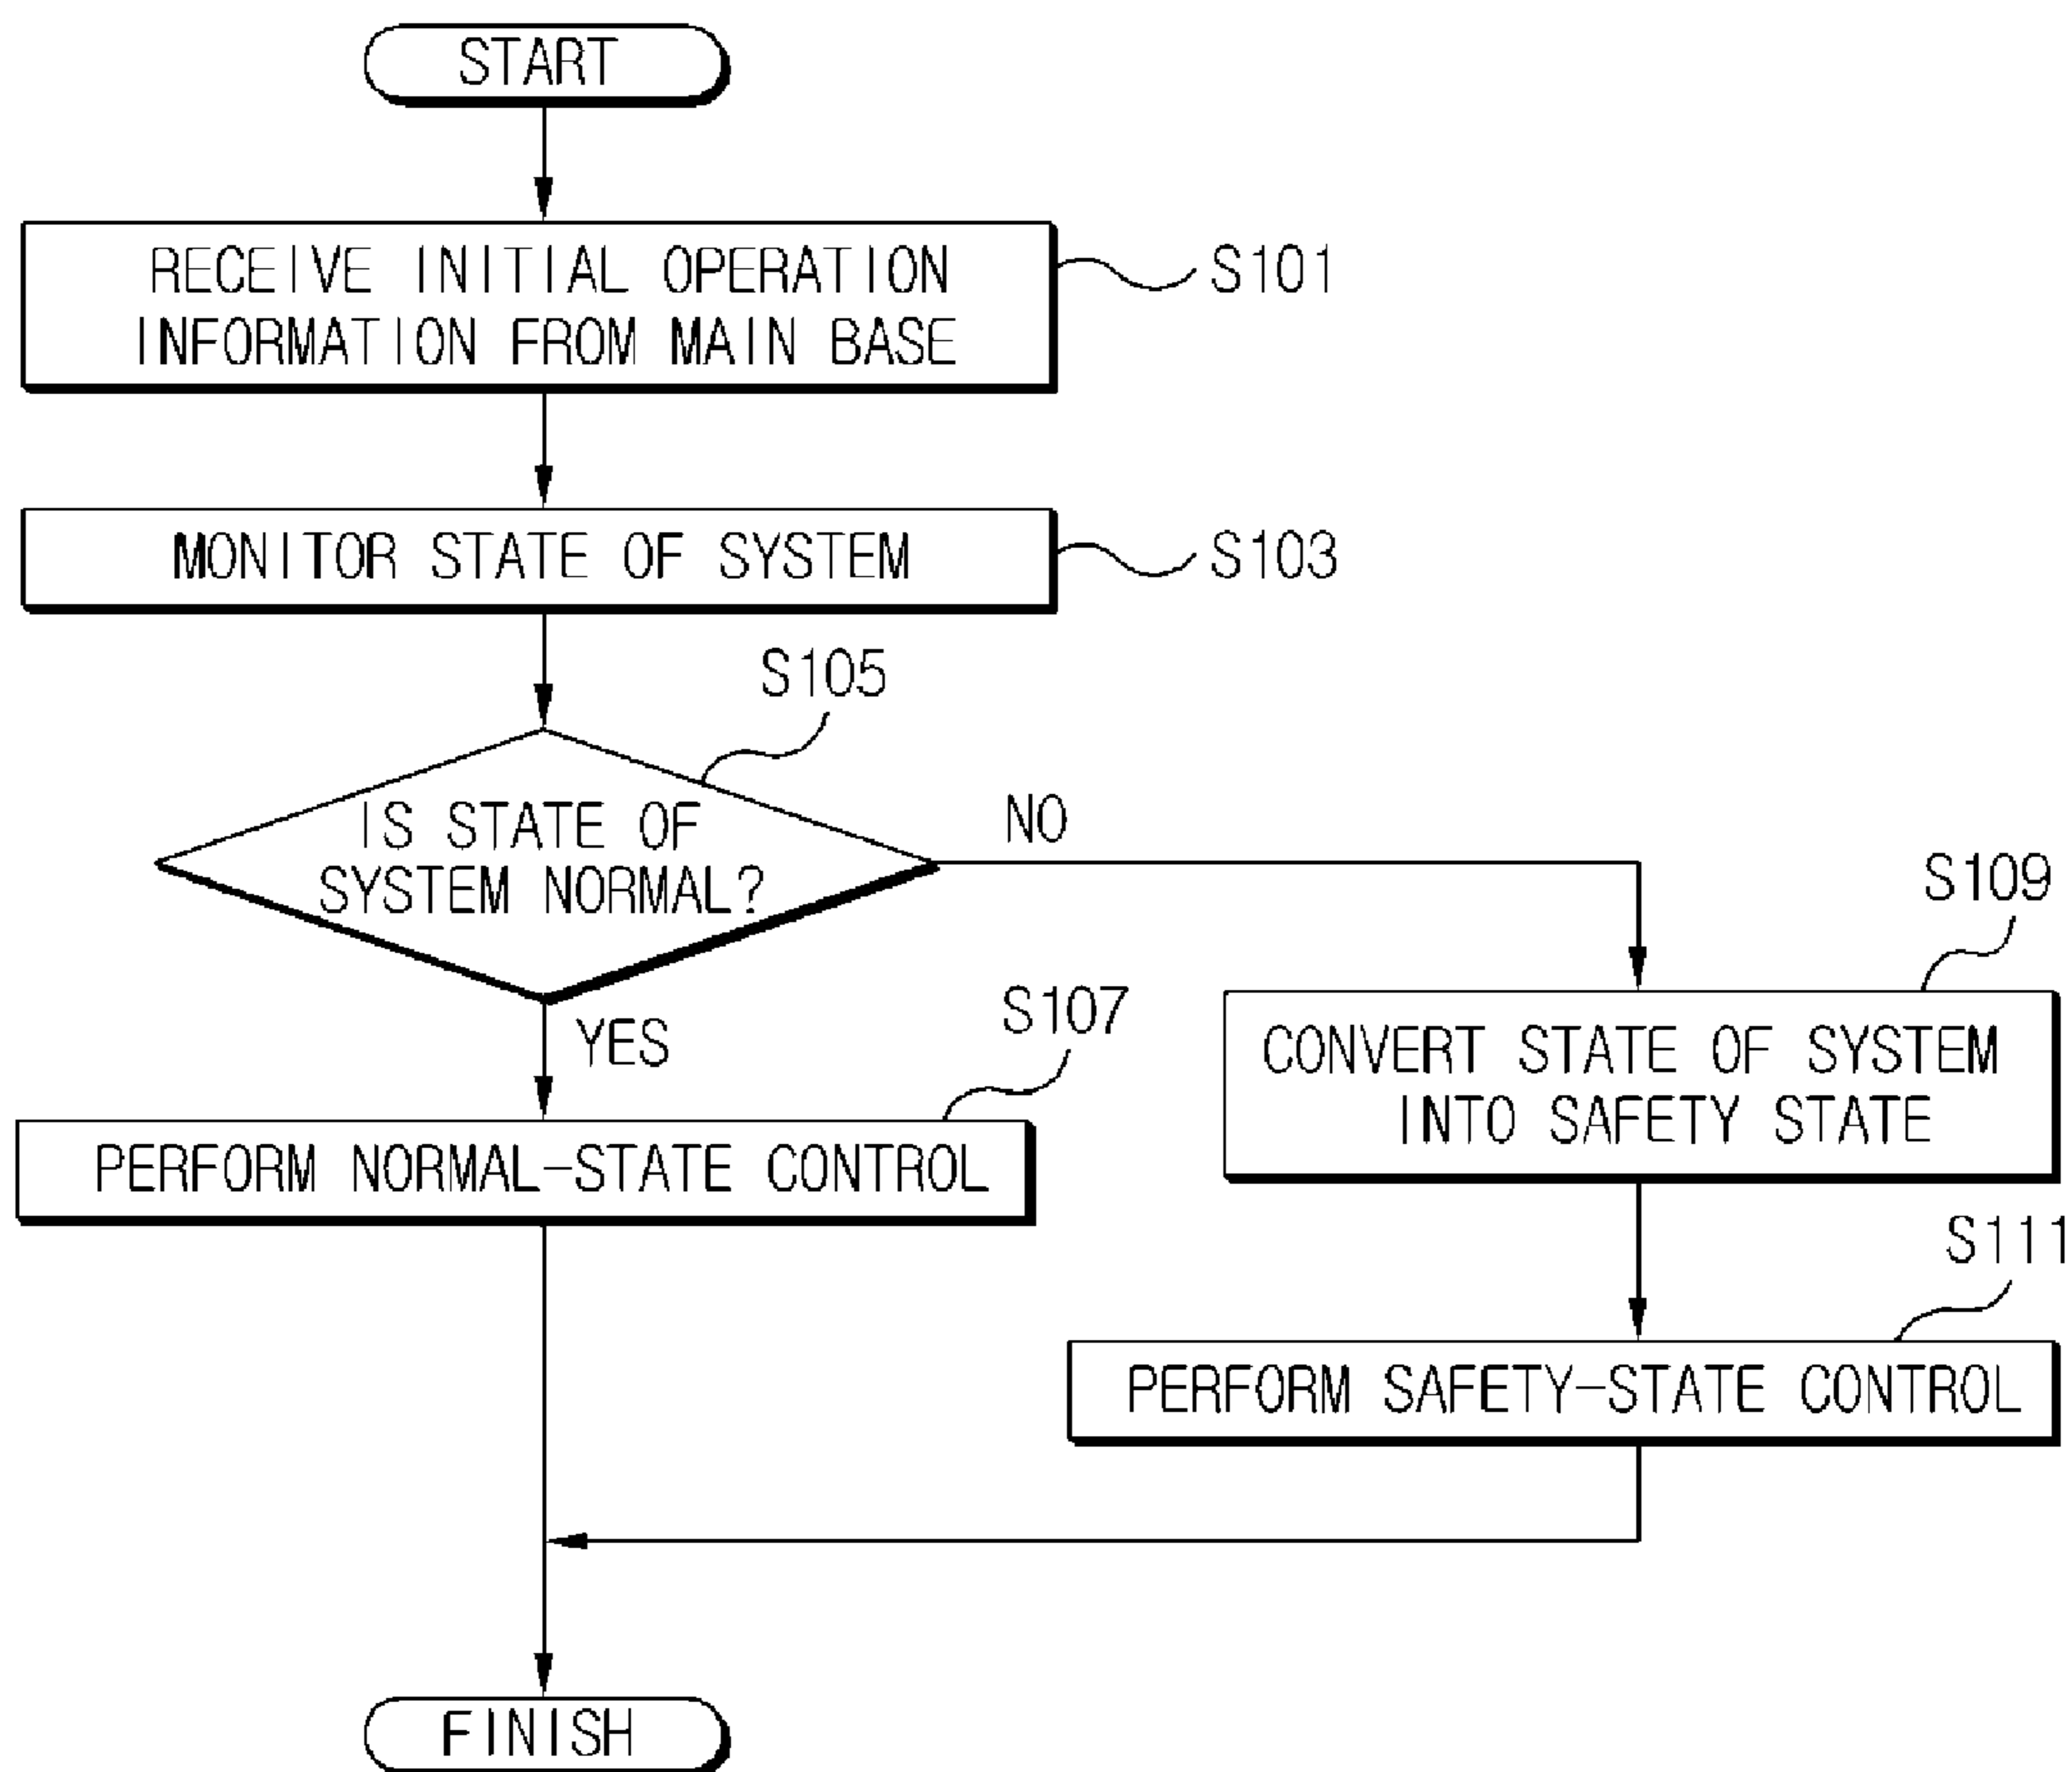 START
RECEIVE INITIAL OPERATION
INFORMATION FROM MAIN BASE
S101
MONITOR STATE OF SYSTEM
S103
S105
IS STATE OF
SYSTEM NORMAL?
NO
YES
S107
PERFORM NORMAL-STATE CONTROL
S109
CONVERT STATE OF SYSTEM
INTO SAFETY STATE
S111
PERFORM SAFETY-STATE CONTROL
FINISH